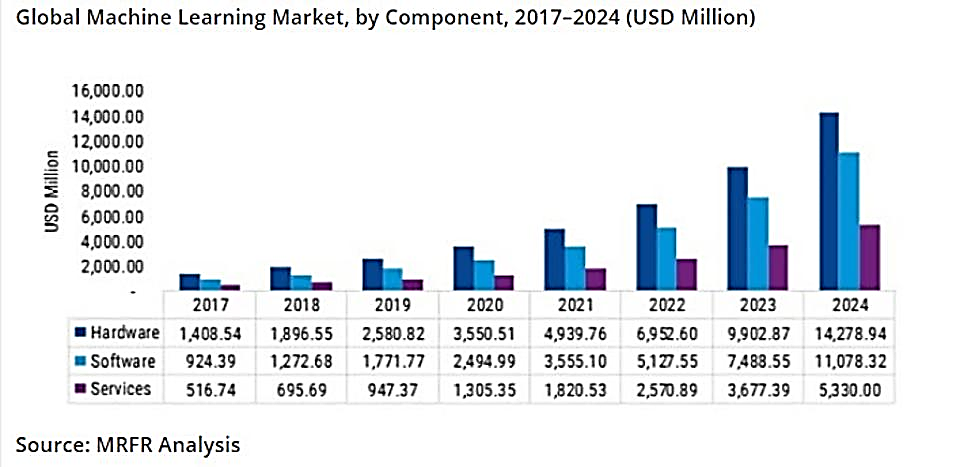 Global Machine Learning Market, by Component, 2017–2024 (USD Million)
16,000.00
14,000.00
12,000.00
10,000.00
8,000.00
6,000.00
4,000.00
2,000.00
-
USD Million
2017 2018 2019 2020 2021 2022 2023 2024
Hardware 1,408.54 1,896.55 2,580.82 3,550.51 4,939.76 6,952.60 9,902.87 14,278.94
Software 924.39 1,272.68 1,771.77 2,494.99 3,555.10 5,127.55 7,488.55 11,078.32
Services 516.74 695.69 947.37 1,305.35 1,820.53 2,570.89 3,677.39 5,330.00
Source: MRFR Analysis